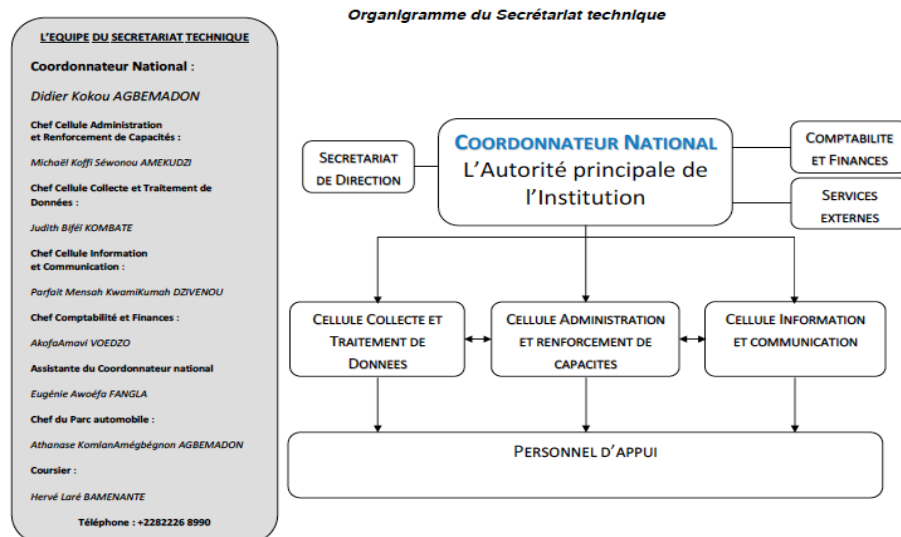 Organigramme du Secrétariat technique
L'EQUIPE DU SECRETARIAT TECHNIQUE
Coordonnateur National :
Didier Kokou AGBEMADON
Chef Cellule Administration
et Renforcement de Capacités :
Michaël Koffi Séwonou AMEKUDZI
Chef Cellule Collecte et Traitement de
Données :
Judith Biféï KOMBATE
Chef Cellule Information
et Communication :
Parfait Mensah KwamiKumah DZIVENOU
Chef Comptabilité et Finances :
AkofaAmavi VOEDZO
Assistante du Coordonnateur national
Eugénie Awoéfa FANGLA
Chef du Parc automobile :
Athanase KomlanAmégbégnon AGBEMADON
Coursier :
Hervé Laré BAMENANTE
Téléphone : +2282226 8990
SECRETARIAT
DE DIRECTION
COORDONNATEUR NATIONAL
L'Autorité principale de
l'Institution
COMPTABILITE
ET FINANCES
SERVICES
EXTERNES
CELLULE COLLECTE ET
TRAITEMENT DE
DONNEES
CELLULE ADMINISTRATION
ET RENFORCEMENT DE
CAPACITES
CELLULE INFORMATION
ET COMMUNICATION
PERSONNEL D'APPUI